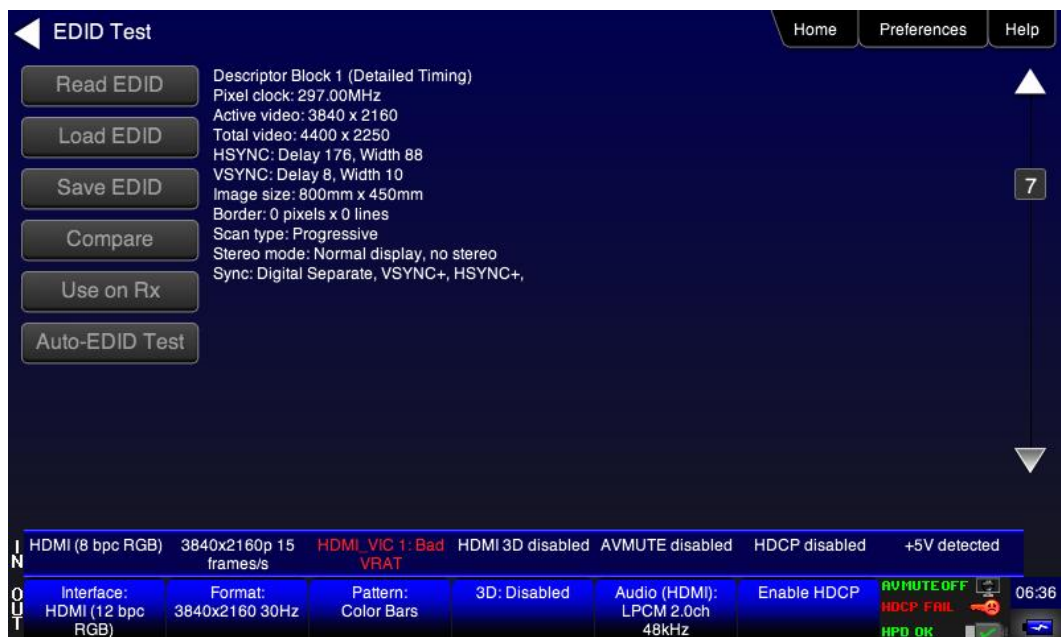 EDID Test
Home
Preferences
Help
Read EDID
Load EDID
Save EDID
Compare
Use on Rx
Auto-EDID Test
Descriptor Block 1 (Detailed Timing)
Pixel clock: 297.00MHz
Active video: 3840 x 2160
Total video: 4400 x 2250
HSYNC: Delay 176, Width 88
VSYNC: Delay 8, Width 10
Image size: 800mm x 450mm
Border: 0 pixels x 0 lines
Scan type: Progressive
Stereo mode: Normal display, no stereo
Sync: Digital Separate, VSYNC+, HSYNC+,
7
IN
HDMI (8 bpc RGB)
3840x2160p 15
frames/s
HDMI_VIC 1: Bad
VRAT
HDMI 3D disabled
AVMUTE disabled
HDCP disabled
+5V detected
OUT
Interface:
HDMI (12 bpc
RGB)
Format:
3840x2160 30Hz
Pattern:
Color Bars
3D: Disabled
Audio (HDMI):
LPCM 2.0ch
48kHz
Enable HDCP
AVMUTEOFF
HDCP FAIL
HPD OK
06:36